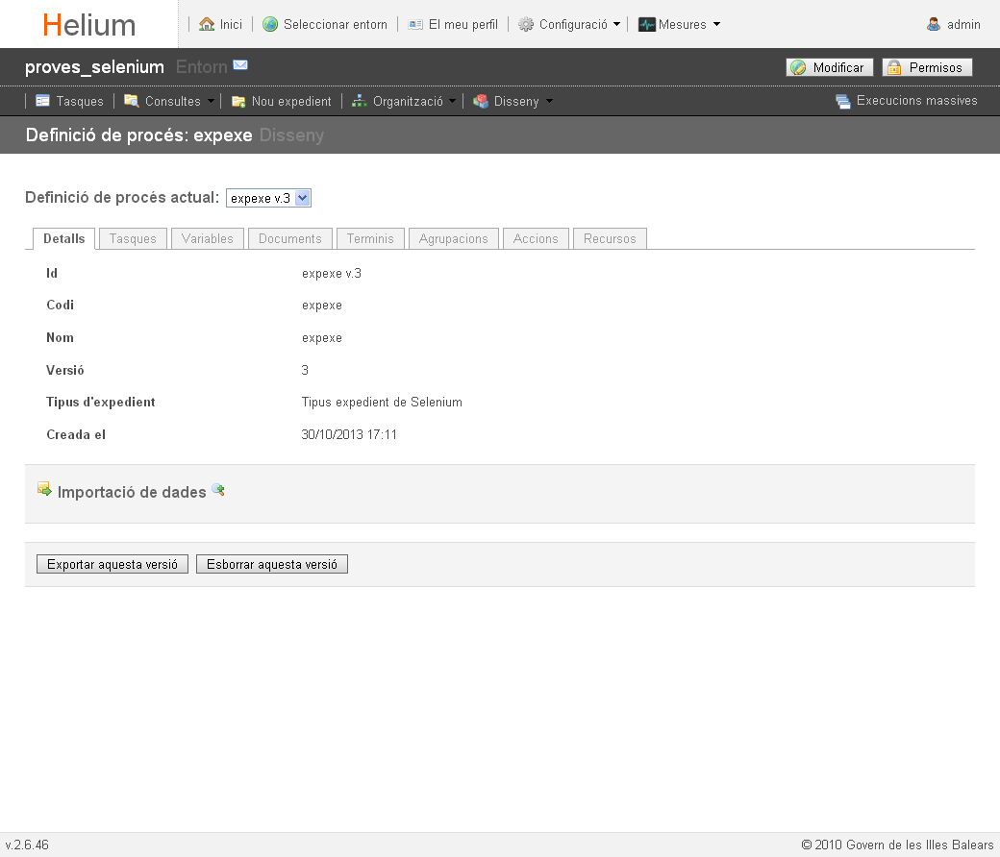 Helium Inici Seleccionar entorn El meu perfil Configuració Mesures admin
proves_selenium Entorn Modificar Permisos
Tasques Consultes Nou expedient Organització Disseny Execucions massives
Definició de procés: expexe Disseny
Definició de procés actual: expexe v.3
Detalls Tasques Variables Documents Terminis Agrupacions Accions Recursos
Id expexe v.3
Codi expexe
Nom expexe
Versió 3
Tipus d'expedient Tipus expedient de Selenium
Creada el 30/10/2013 17:11
Importació de dades
Exportar aquesta versió Esborrar aquesta versió
v.2.6.46 © 2010 Govern de les Illes Balears